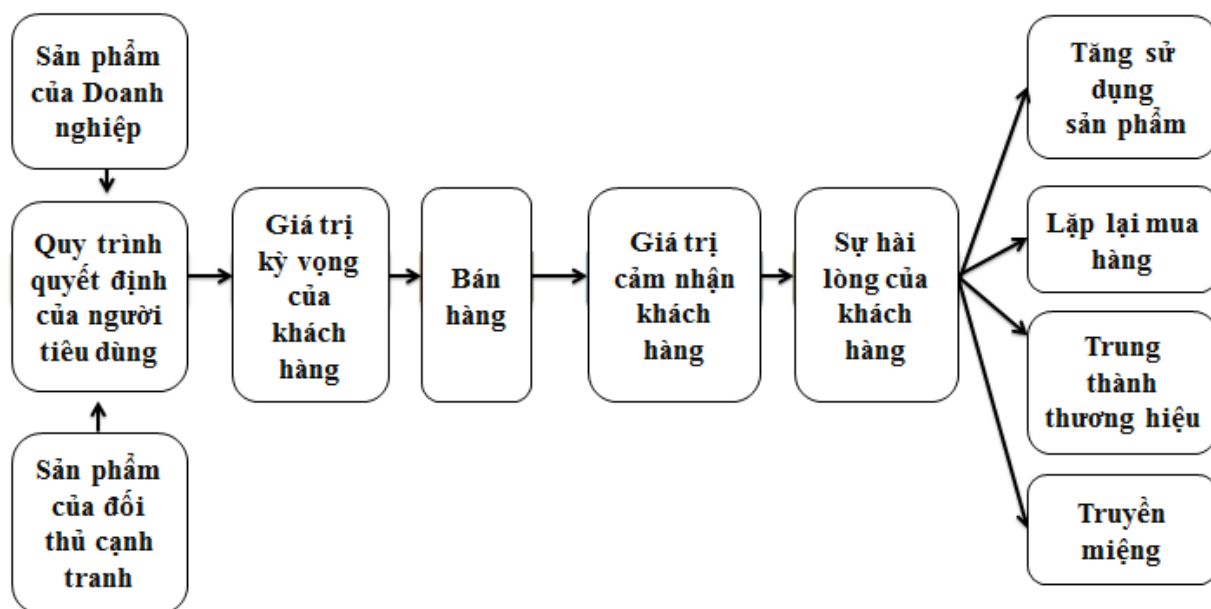 Sản phẩm
của Doanh
nghiệp
Quy trình
quyết định
của người
tiêu dùng
Sản phẩm
của đối
thủ cạnh
tranh
Giá trị
kỳ vọng
của
khách
hàng
Bán
hàng
Giá trị
cảm nhận
khách
hàng
Sự hài
lòng của
khách
hàng
Tăng sử
dụng
sản phẩm
Lặp lại mua
hàng
Trung
thành
thương hiệu
Truyền
miệng